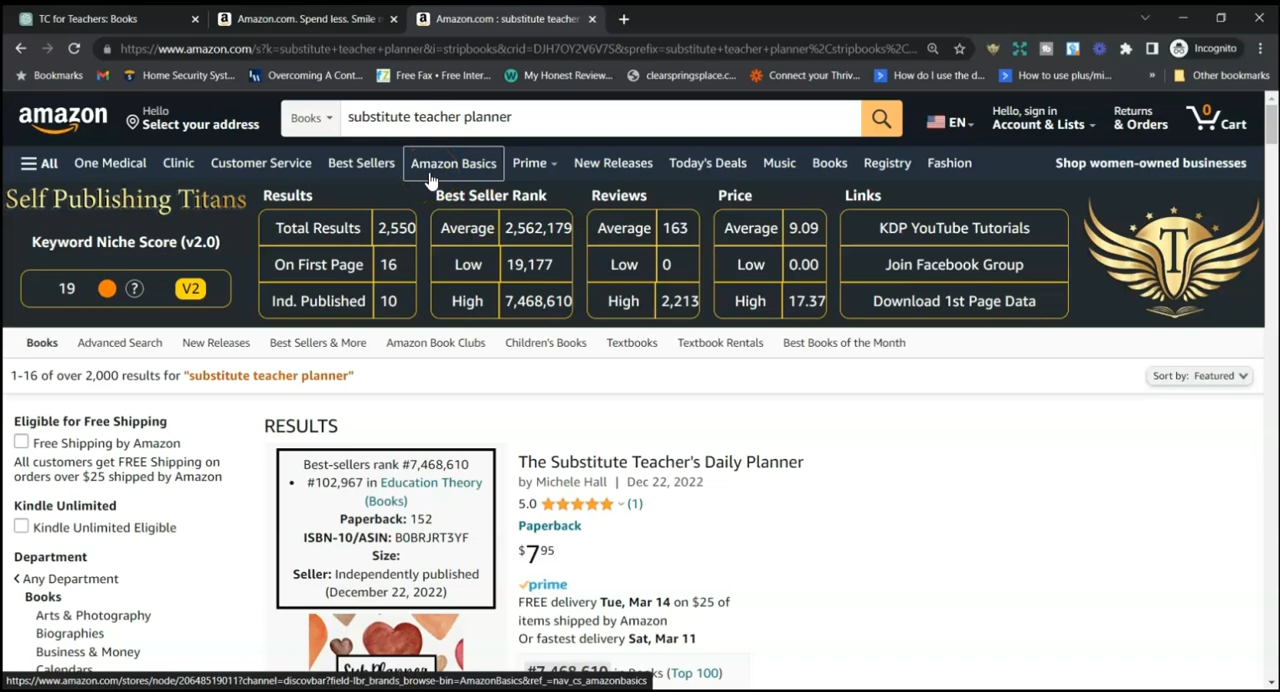 TC for Teachers: Books
Amazon.com. Spend less. Smile
Amazon.com : substitute teacher
https://www.amazon.com/s?k=substitute+teacher+planner&i=stripbooks&crid=DJH7OY2V6V7S&sprefix=substitute+teacher+planner%2Cstripbooks%2C...
Incognito
Bookmarks
Home Security Syst...
Overcoming A Cont...
Free Fax • Free Inter...
My Honest Review...
clearspringsplace.c...
Connect your Thriv...
How do I use the d...
How to use plus/mi...
»
Other bookmarks
amazon
Hello
Select your address
Books
substitute teacher planner
EN
Hello, sign in
Account & Lists
Returns
& Orders
0
Cart
All
One Medical
Clinic
Customer Service
Best Sellers
Amazon Basics
Prime
New Releases
Today's Deals
Music
Books
Registry
Fashion
Shop women-owned businesses
Self Publishing Titans
Keyword Niche Score (v2.0)
19
?
V2
Results
Total Results 2,550
On First Page 16
Ind. Published 10
Best Seller Rank
Average 2,562,179
Low 19,177
High 7,468,610
Reviews
Average 163
Low 0
High 2,213
Price
Average 9.09
Low 0.00
High 17.37
Links
KDP YouTube Tutorials
Join Facebook Group
Download 1st Page Data
T
Books
Advanced Search
New Releases
Best Sellers & More
Amazon Book Clubs
Children's Books
Textbooks
Textbook Rentals
Best Books of the Month
1-16 of over 2,000 results for "substitute teacher planner"
Sort by: Featured
Eligible for Free Shipping
Free Shipping by Amazon
All customers get FREE Shipping on
orders over $25 shipped by Amazon
Kindle Unlimited
Kindle Unlimited Eligible
Department
Any Department
Books
Arts & Photography
Biographies
Business & Money
Calendars
RESULTS
Best-sellers rank #7,468,610
• #102,967 in Education Theory
(Books)
Paperback: 152
ISBN-10/ASIN: B0BRJRT3YF
Size:
Seller: Independently published
(December 22, 2022)
Sub Planner
The Substitute Teacher's Daily Planner
by Michele Hall | Dec 22, 2022
5.0 (1)
Paperback
$7 95
prime
FREE delivery Tue, Mar 14 on $25 of
items shipped by Amazon
Or fastest delivery Sat, Mar 11
#7,468,610 in Books (Top 100)
https://www.amazon.com/stores/node/20648519011?channel=discovbar?field-lbr_brands_browse-bin=AmazonBasics&ref_=nav_cs_amazonbasics